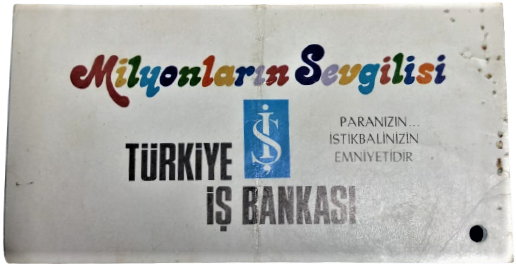 Milyonların Sevgilisi
İŞ
PARANIZIN...
İSTİKBALİNİZİN
EMNİYETİDİR
TÜRKİYE
İŞ BANKASI